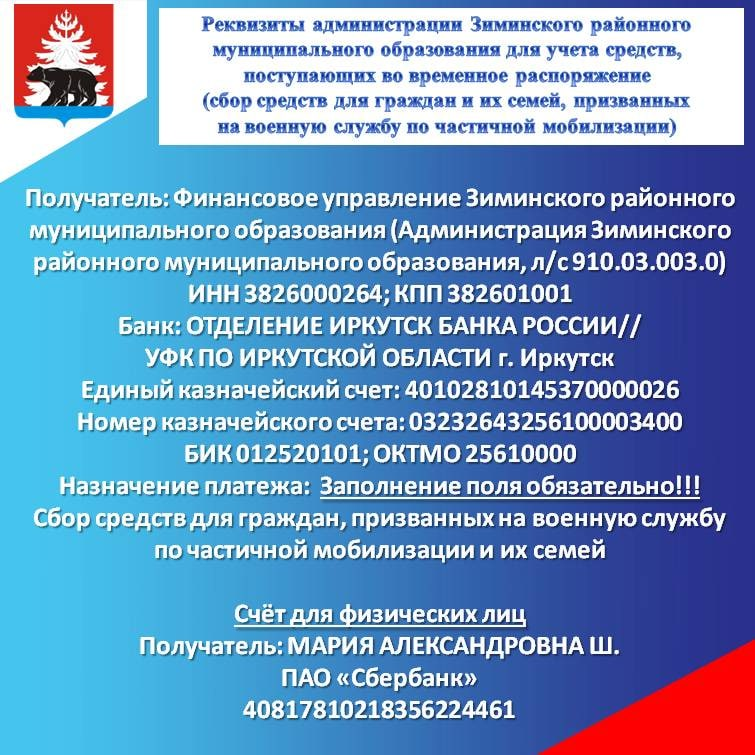 Реквизиты администрации Зиминского районного
муниципального образования для учета средств,
поступающих во временное распоряжение
(сбор средств для граждан и их семей, призванных
на военную службу по частичной мобилизации)
Получатель: Финансовое управление Зиминского районного
муниципального образования (Администрация Зиминского
районного муниципального образования, л/с 910.03.003.0)
ИНН 3826000264; КПП 382601001
Банк: ОТДЕЛЕНИЕ ИРКУТСК БАНКА РОССИИ//
УФК ПО ИРКУТСКОЙ ОБЛАСТИ г. Иркутск
Единый казначейский счет: 40102810145370000026
Номер казначейского счета: 03232643256100003400
БИК 012520101; ОКТМО 25610000
Назначение платежа: Заполнение поля обязательно!!!
Сбор средств для граждан, призванных на военную службу
по частичной мобилизации и их семей
Счёт для физических лиц
Получатель: МАРИЯ АЛЕКСАНДРОВНА Ш.
ПАО «Сбербанк»
40817810218356224461